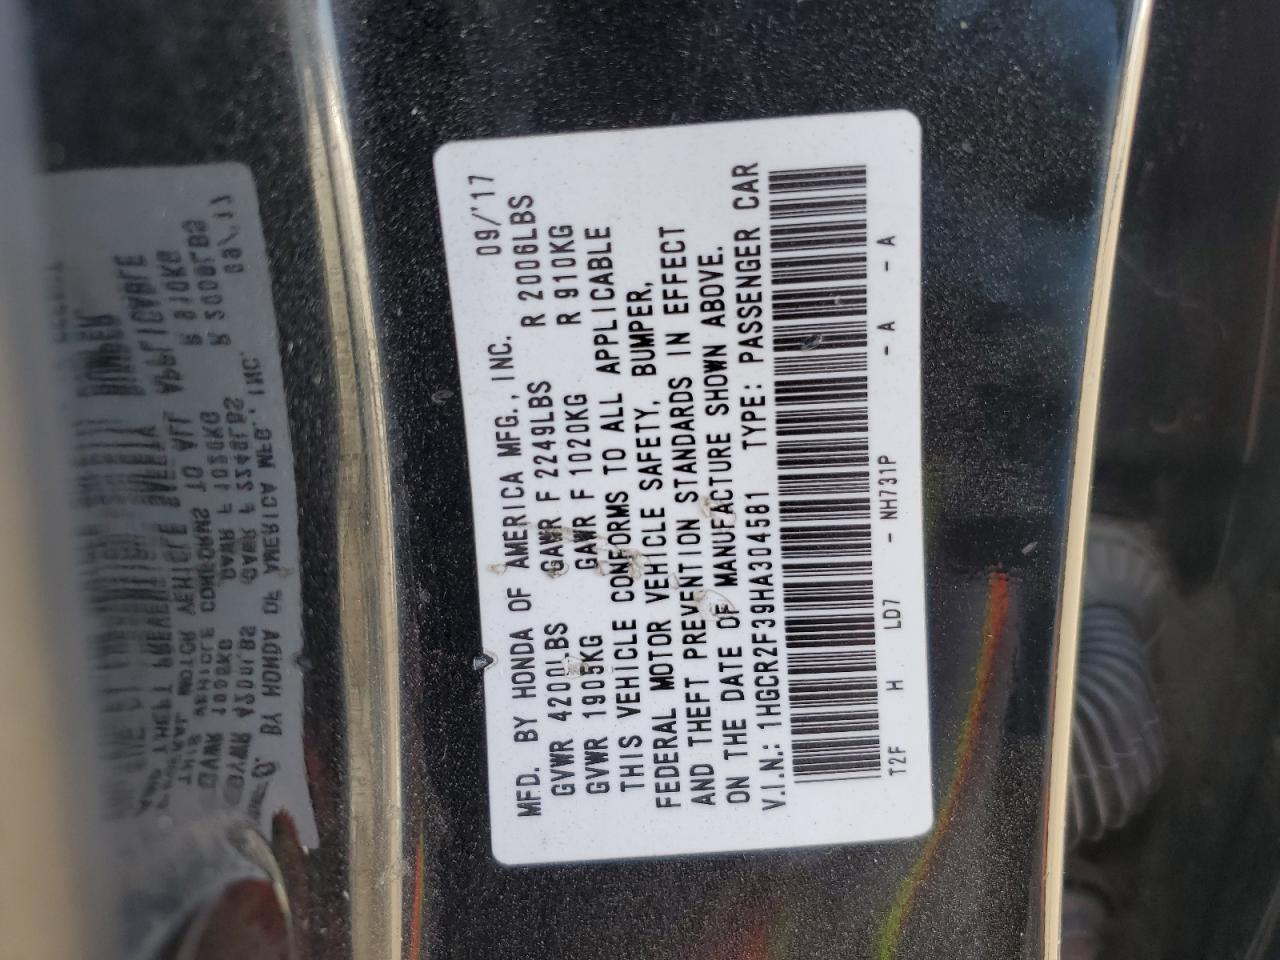 MFD. BY HONDA OF AMERICA MFG., INC. 09/'17
GVWR 4200LBS GAWR F 2249LBS R 2006LBS
GVWR 1905KG GAWR F 1020KG R 910KG
THIS VEHICLE CONFORMS TO ALL APPLICABLE
FEDERAL MOTOR VEHICLE SAFETY, BUMPER,
AND THEFT PREVENTION STANDARDS IN EFFECT
ON THE DATE OF MANUFACTURE SHOWN ABOVE.
V.I.N.: 1HGCR2F39HA304581 TYPE: PASSENGER CAR
T2F H LD7 - NH731P - A - A